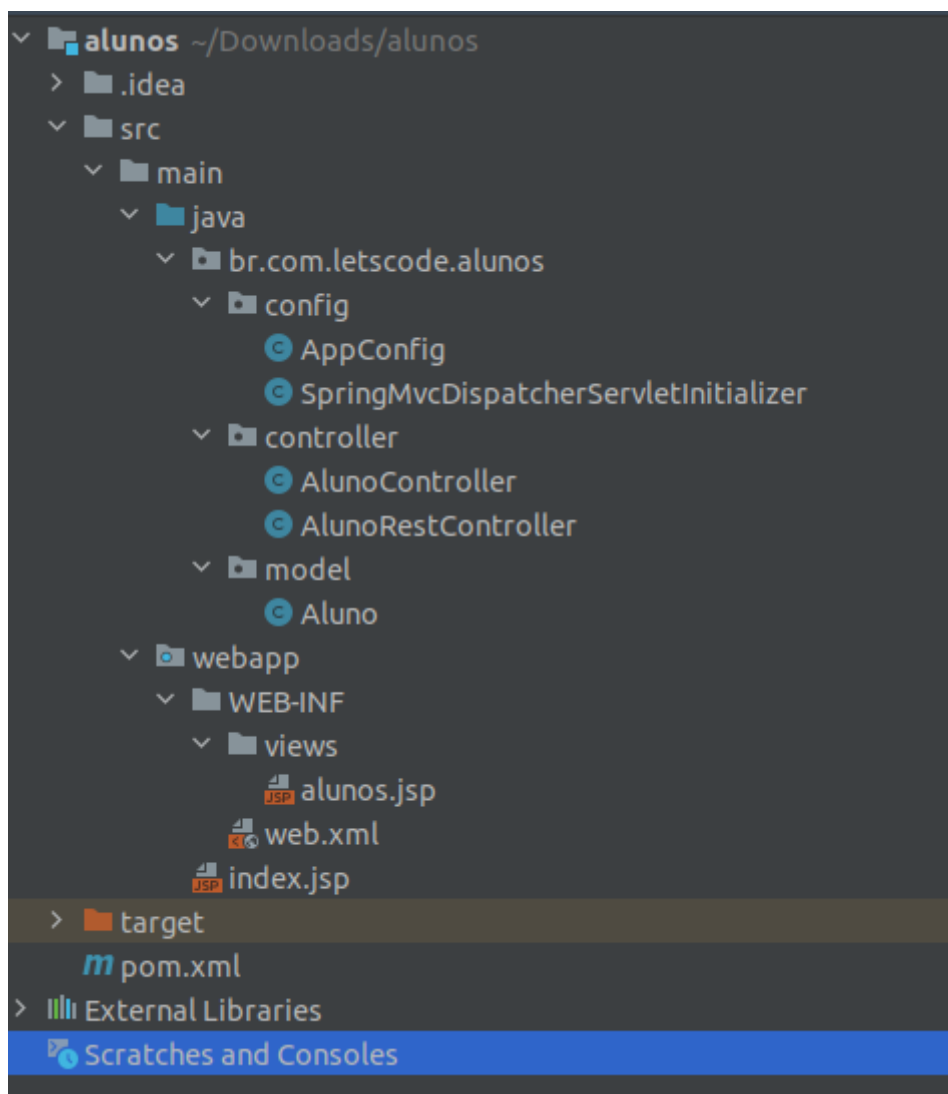 alunos ~/Downloads/alunos
.idea
src
main
java
br.com.letscode.alunos
config
AppConfig
SpringMvcDispatcherServletInitializer
controller
AlunoController
AlunoRestController
model
Aluno
webapp
WEB-INF
views
alunos.jsp
web.xml
index.jsp
target
pom.xml
External Libraries
Scratches and Consoles